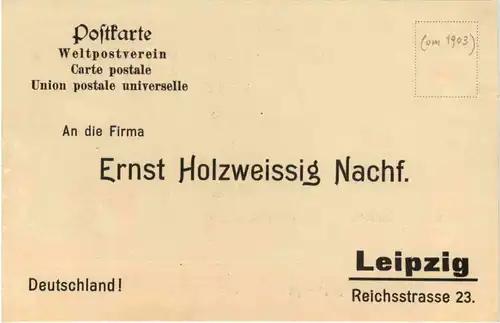 Postkarte
Weltpostverein
Carte postale
Union postale universelle
(um 1903)
An die Firma
Ernst Holzweissig Nachf.
Leipzig
Deutschland!
Reichsstrasse 23.